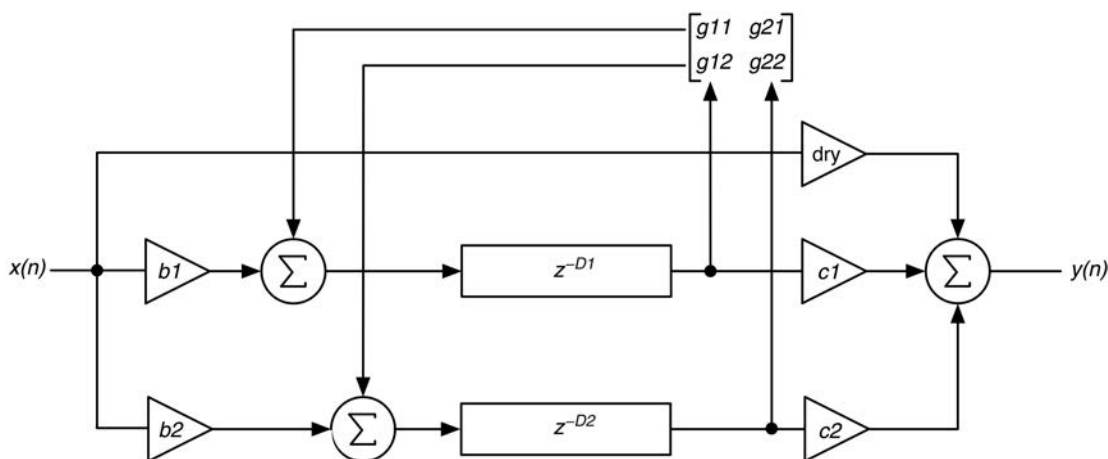 g11 g21
g12 g22
dry
x(n) b1 Σ z^-D1 c1 Σ y(n)
b2 Σ z^-D2 c2